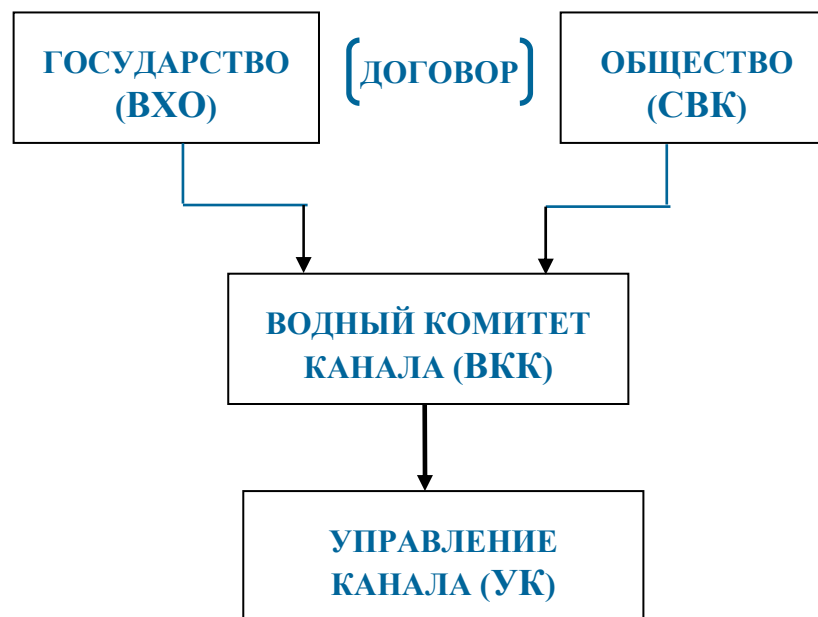 ГОСУДАРСТВО
(ВХО)
ДОГОВОР
ОБЩЕСТВО
(СВК)
ВОДНЫЙ КОМИТЕТ
КАНАЛА (ВКК)
УПРАВЛЕНИЕ
КАНАЛА (УК)